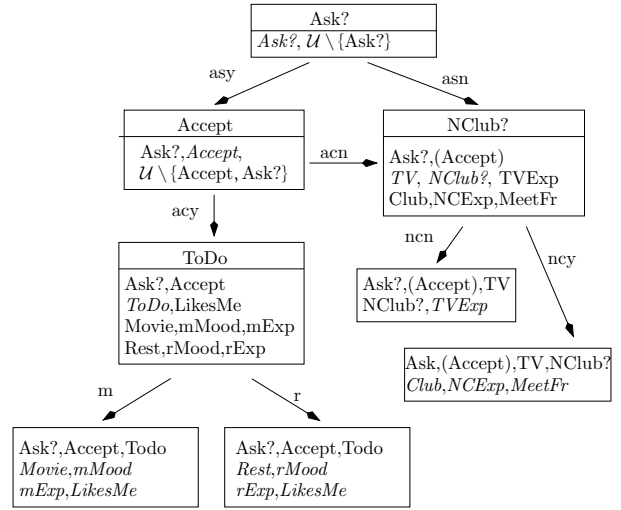 Ask?
Ask?, U \ {Ask?}
asy
asn
Accept
Ask?,Accept,
U \ {Accept, Ask?}
acn
NClub?
Ask?,(Accept)
TV, NClub?, TVExp
Club,NCExp,MeetFr
acy
ncn
ncy
ToDo
Ask?,Accept
ToDo,LikesMe
Movie,mMood,mExp
Rest,rMood,rExp
Ask?,(Accept),TV
NClub?,TVExp
Ask,(Accept),TV,NClub?
Club,NCExp,MeetFr
m
r
Ask?,Accept,Todo
Movie,mMood
mExp,LikesMe
Ask?,Accept,Todo
Rest,rMood
rExp,LikesMe